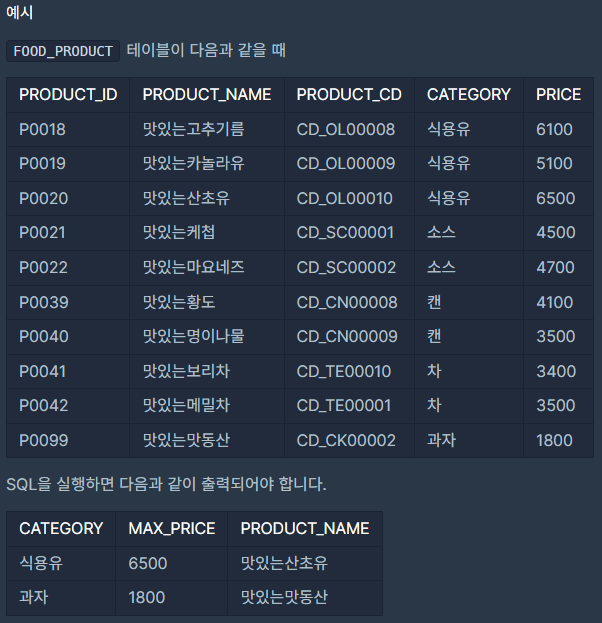 예시
FOOD_PRODUCT 테이블이 다음과 같을 때
PRODUCT_ID PRODUCT_NAME PRODUCT_CD CATEGORY PRICE
P0018 맛있는고추기름 CD_OL00008 식용유 6100
P0019 맛있는카놀라유 CD_OL00009 식용유 5100
P0020 맛있는산초유 CD_OL00010 식용유 6500
P0021 맛있는케첩 CD_SC00001 소스 4500
P0022 맛있는마요네즈 CD_SC00002 소스 4700
P0039 맛있는황도 CD_CN00008 캔 4100
P0040 맛있는명이나물 CD_CN00009 캔 3500
P0041 맛있는보리차 CD_TE00010 차 3400
P0042 맛있는메밀차 CD_TE00001 차 3500
P0099 맛있는맛동산 CD_CK00002 과자 1800
SQL을 실행하면 다음과 같이 출력되어야 합니다.
CATEGORY MAX_PRICE PRODUCT_NAME
식용유 6500 맛있는산초유
과자 1800 맛있는맛동산